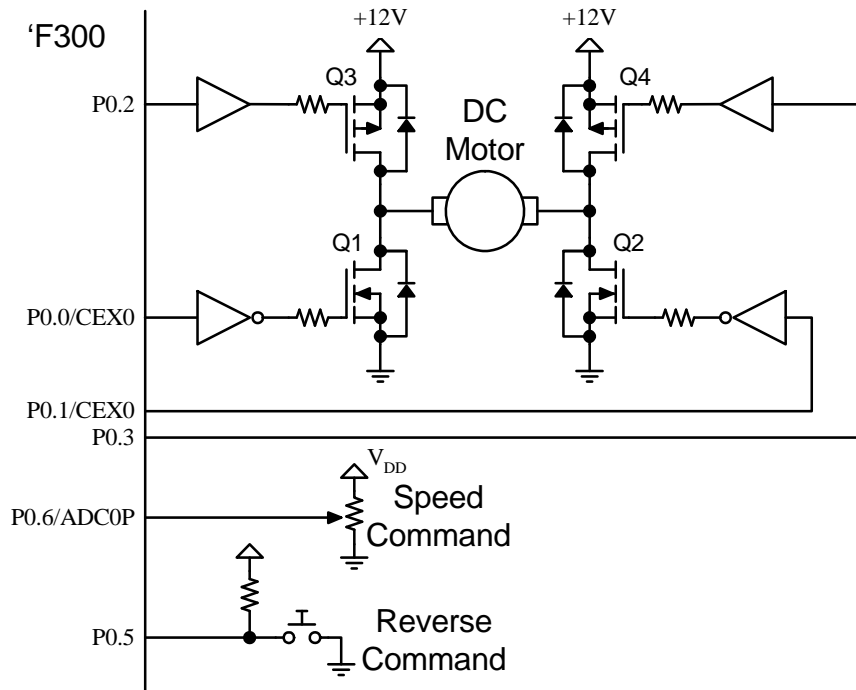 'F300
+12V
+12V
Q3
Q4
P0.2
DC
Motor
Q1
Q2
P0.0/CEX0
P0.1/CEX0
P0.3
VDD
P0.6/ADC0P
Speed
Command
P0.5
Reverse
Command